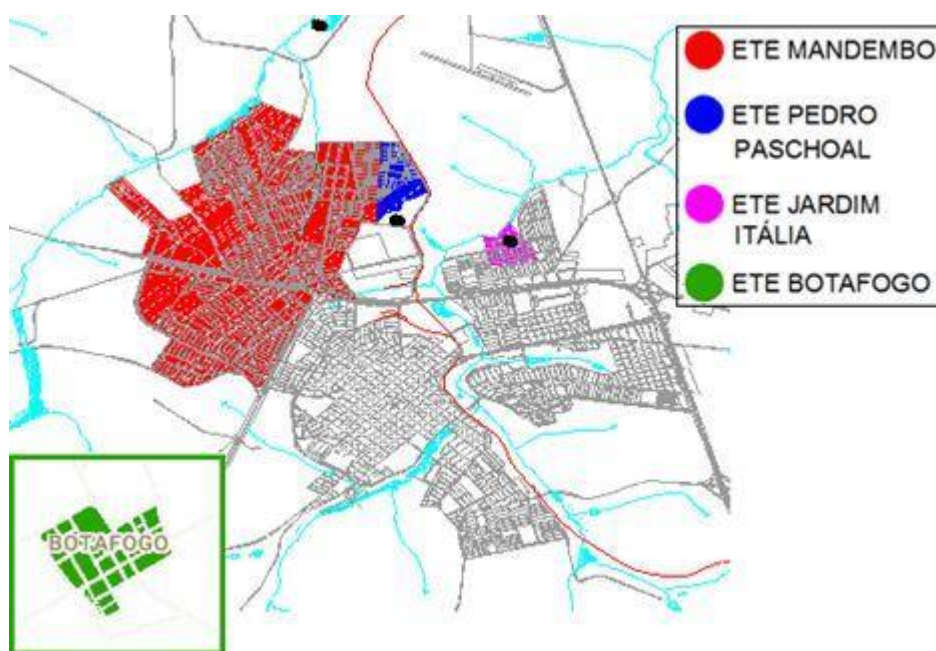 ETE MANDEMBO
ETE PEDRO
PASCHOAL
ETE JARDIM
ITÁLIA
ETE BOTAFOGO
BOTAFOGO